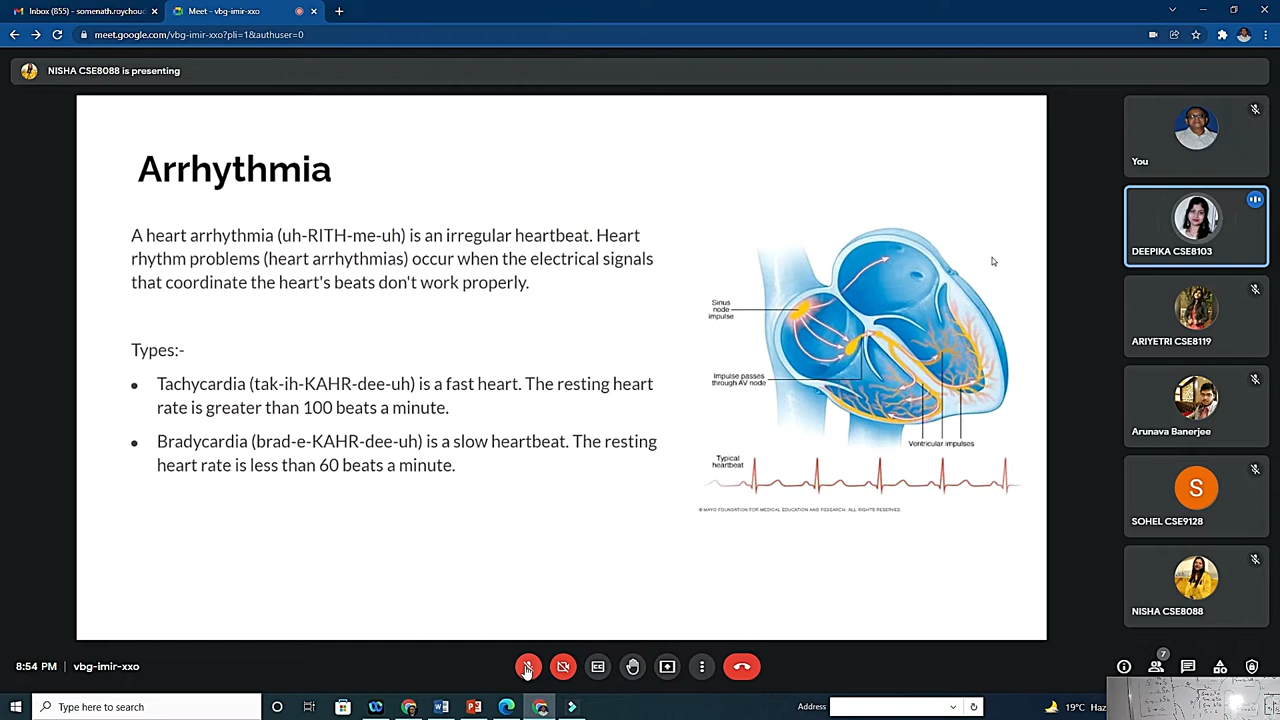 Inbox (855) - somenath.roychou
Meet - vbg-imir-xxo
meet.google.com/vbg-imir-xxo?pli=1&authuser=0
NISHA CSE8088 is presenting
Arrhythmia
A heart arrhythmia (uh-RITH-me-uh) is an irregular heartbeat. Heart
rhythm problems (heart arrhythmias) occur when the electrical signals
that coordinate the heart's beats don't work properly.
Types:-
Tachycardia (tak-ih-KAHR-dee-uh) is a fast heart. The resting heart
rate is greater than 100 beats a minute.
Bradycardia (brad-e-KAHR-dee-uh) is a slow heartbeat. The resting
heart rate is less than 60 beats a minute.
Sinus
node
impulse
Impulse passes
through AV node
Ventricular impulses
Typical
heartbeat
© MAYO FOUNDATION FOR MEDICAL EDUCATION AND RESEARCH. ALL RIGHTS RESERVED.
You
DEEPIKA CSE8103
ARIYETRI CSE8119
Arunava Banerjee
S
SOHEL CSE9128
NISHA CSE8088
8:54 PM | vbg-imir-xxo
7
Type here to search
Address
19°C Haz